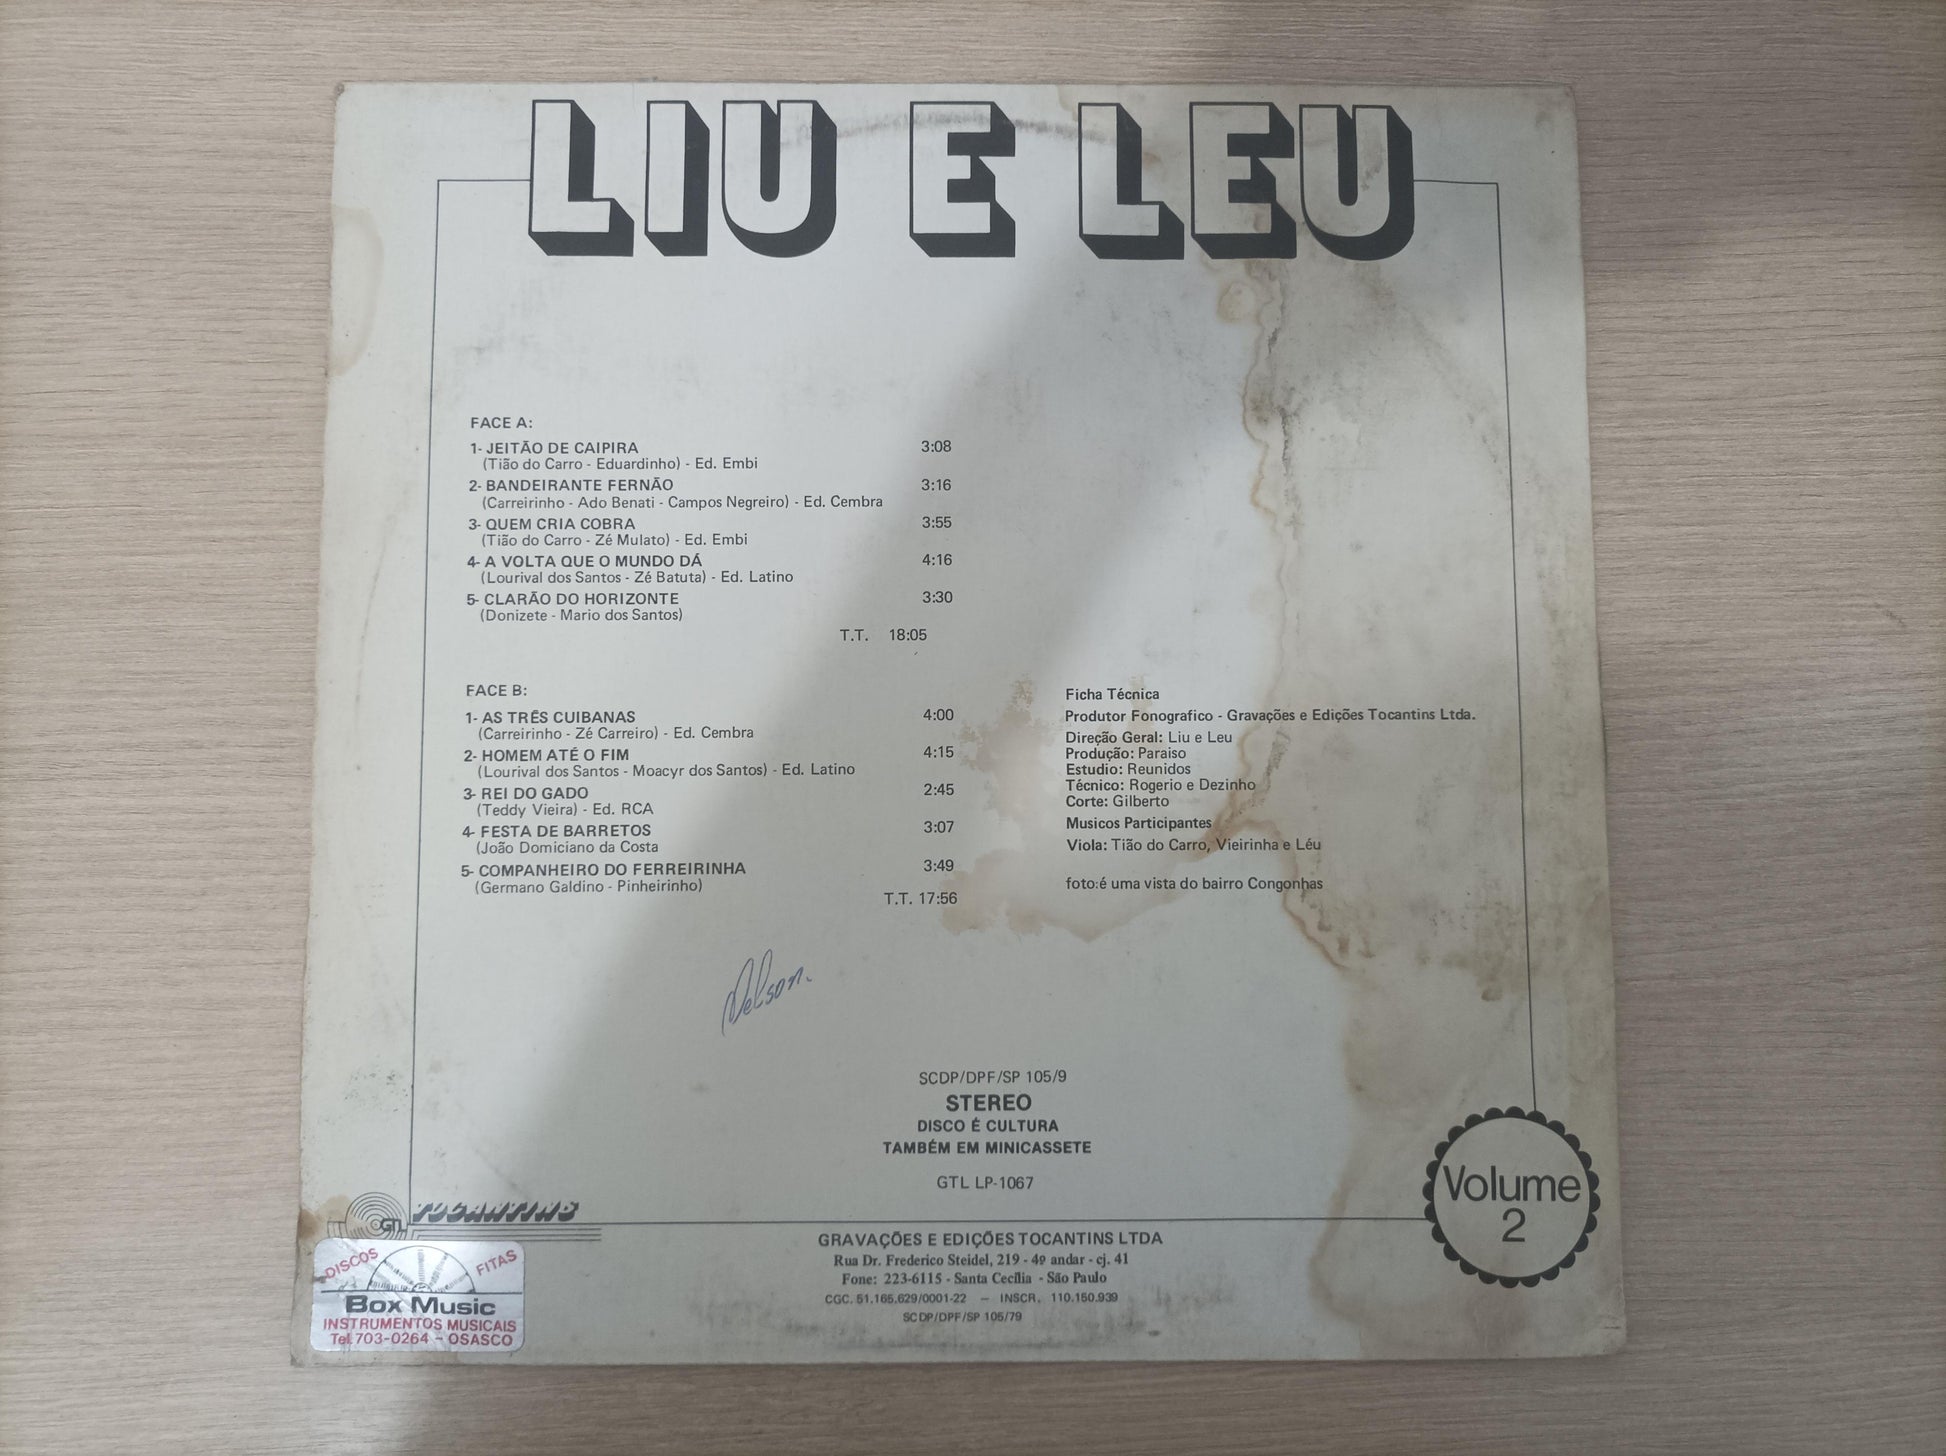 LIU E LEU
FACE A:
1- JEITÃO DE CAIPIRA 3:08
(Tião do Carro - Eduardinho) - Ed. Embi
2- BANDEIRANTE FERNÃO 3:16
(Carreirinho - Ado Benati - Campos Negreiro) - Ed. Cembra
3- QUEM CRIA COBRA 3:55
(Tião do Carro - Zé Mulato) - Ed. Embi
4- A VOLTA QUE O MUNDO DÁ 4:16
(Lourival dos Santos - Zé Batuta) - Ed. Latino
5- CLARÃO DO HORIZONTE 3:30
(Donizete - Mario dos Santos)
T.T. 18:05
FACE B:
1- AS TRÊS CUIBANAS 4:00
(Carreirinho - Zé Carreiro) - Ed. Cembra
2- HOMEM ATÉ O FIM 4:15
(Lourival dos Santos - Moacyr dos Santos) - Ed. Latino
3- REI DO GADO 2:45
(Teddy Vieira) - Ed. RCA
4- FESTA DE BARRETOS 3:07
(João Domiciano da Costa
5- COMPANHEIRO DO FERREIRINHA 3:49
(Germano Galdino - Pinheirinho)
T.T. 17:56
Ficha Técnica
Produtor Fonografico - Gravações e Edições Tocantins Ltda.
Direção Geral: Liu e Leu
Produção: Paraiso
Estudio: Reunidos
Técnico: Rogerio e Dezinho
Corte: Gilberto
Musicos Participantes
Viola: Tião do Carro, Vieirinha e Léu
foto:é uma vista do bairro Congonhas
Nelson.
SCDP/DPF/SP 105/9
STEREO
DISCO É CULTURA
TAMBÉM EM MINICASSETE
GTL LP-1067
Volume
2
GTL TOCANTINS
GRAVAÇÕES E EDIÇÕES TOCANTINS LTDA
Rua Dr. Frederico Steidel, 219 - 4º andar - cj. 41
Fone: 223-6115 - Santa Cecília - São Paulo
CGC. 51.165.629/0001-22 — INSCR. 110.150.939
SCDP/DPF/SP 105/79
DISCOS FITAS
Box Music
INSTRUMENTOS MUSICAIS
Tel. 703-0264 - OSASCO